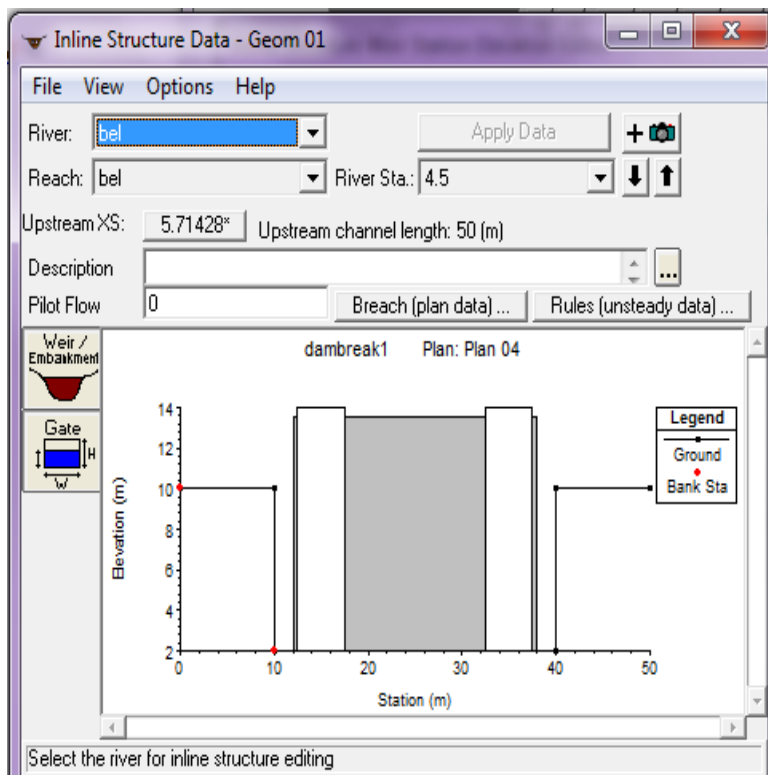 Inline Structure Data - Geom 01
File View Options Help
River: bel Apply Data +
Reach: bel River Sta.: 4.5
Upstream XS: 5.71428* Upstream channel length: 50 (m)
Description ...
Pilot Flow 0 Breach (plan data) ... Rules (unsteady data) ...
Weir /
Embankment
Gate
H
W
dambreak1 Plan: Plan 04
Elevation (m)
14
12
10
8
6
4
2
0 10 20 30 40 50
Station (m)
Legend
Ground
Bank Sta
Select the river for inline structure editing